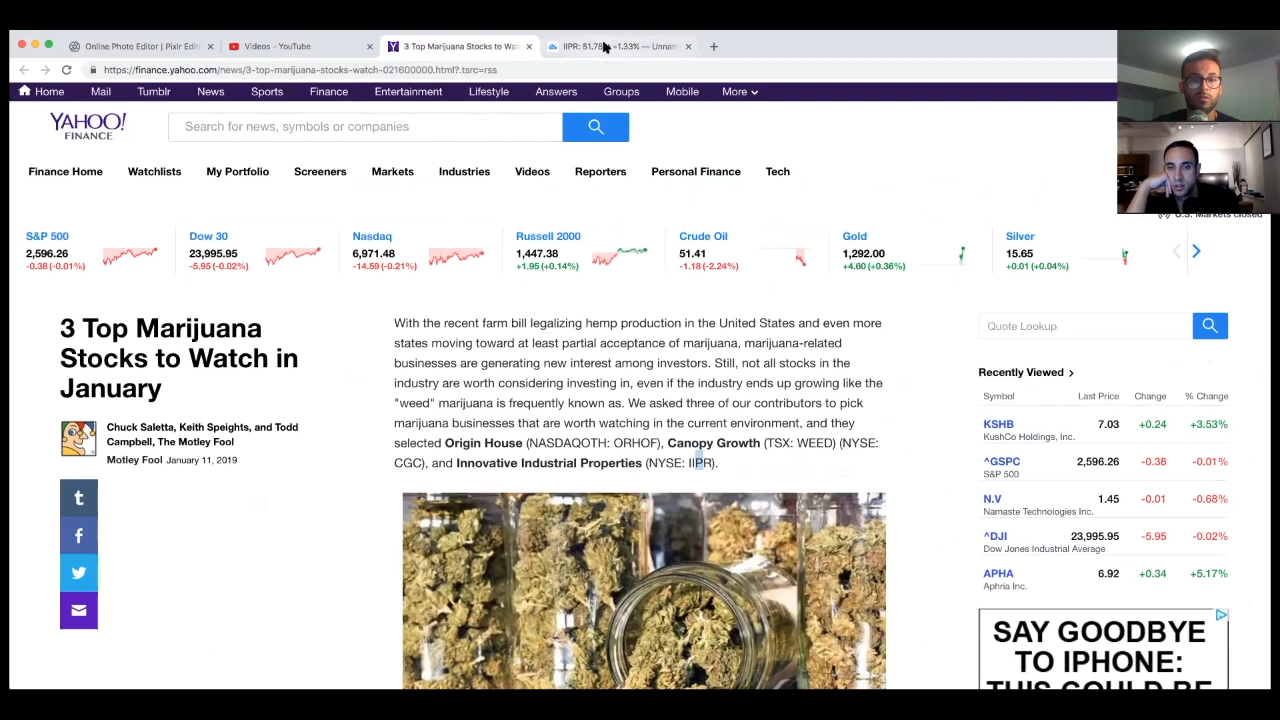 Online Photo Editor | Pixlr Edit
Videos - YouTube
3 Top Marijuana Stocks to Wat
IIPR: 51.78 +1.33% — Unna
https://finance.yahoo.com/news/3-top-marijuana-stocks-watch-021600000.html?.tsrc=rss
Home Mail Tumblr News Sports Finance Entertainment Lifestyle Answers Groups Mobile More
YAHOO!
FINANCE
Search for news, symbols or companies
Finance Home Watchlists My Portfolio Screeners Markets Industries Videos Reporters Personal Finance Tech
U.S. Markets closed
S&P 500
2,596.26
-0.38 (-0.01%)
Dow 30
23,995.95
-5.95 (-0.02%)
Nasdaq
6,971.48
-14.59 (-0.21%)
Russell 2000
1,447.38
+1.95 (+0.14%)
Crude Oil
51.41
-1.18 (-2.24%)
Gold
1,292.00
+4.60 (+0.36%)
Silver
15.65
+0.01 (+0.04%)
3 Top Marijuana
Stocks to Watch in
January
Chuck Saletta, Keith Speights, and Todd
Campbell, The Motley Fool
Motley Fool January 11, 2019
With the recent farm bill legalizing hemp production in the United States and even more
states moving toward at least partial acceptance of marijuana, marijuana-related
businesses are generating new interest among investors. Still, not all stocks in the
industry are worth considering investing in, even if the industry ends up growing like the
"weed" marijuana is frequently known as. We asked three of our contributors to pick
marijuana businesses that are worth watching in the current environment, and they
selected Origin House (NASDAQOTH: ORHOF), Canopy Growth (TSX: WEED) (NYSE:
CGC), and Innovative Industrial Properties (NYSE: IIPR).
Quote Lookup
Recently Viewed
Symbol Last Price Change % Change
KSHB 7.03 +0.24 +3.53%
KushCo Holdings, Inc.
^GSPC 2,596.26 -0.38 -0.01%
S&P 500
N.V 1.45 -0.01 -0.68%
Namaste Technologies Inc.
^DJI 23,995.95 -5.95 -0.02%
Dow Jones Industrial Average
APHA 6.92 +0.34 +5.17%
Aphria Inc.
SAY GOODBYE
TO IPHONE:
THIS COULD BE